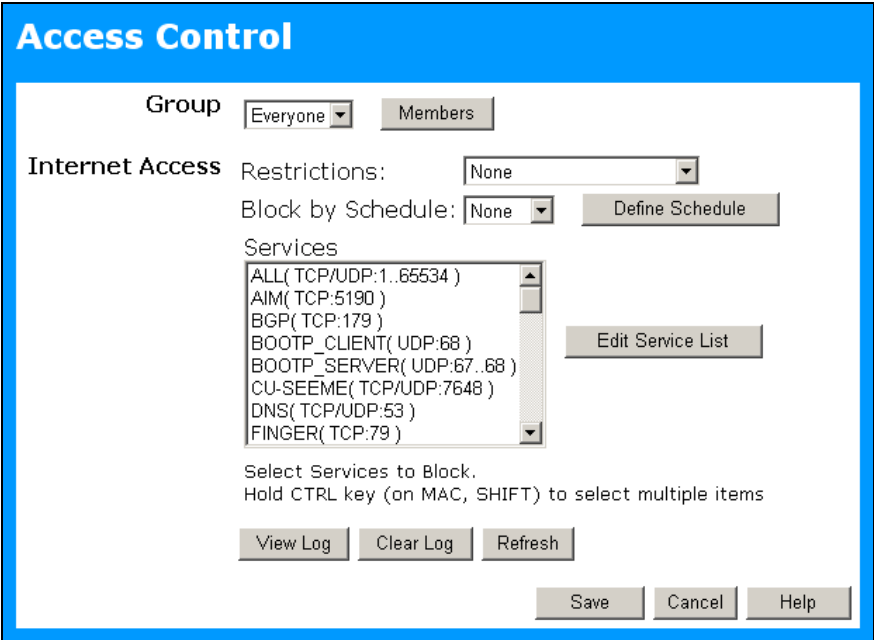 Access Control
Group Everyone Members
Internet Access Restrictions: None
Block by Schedule: None Define Schedule
Services
ALL( TCP/UDP:1..65534 )
AIM( TCP:5190 )
BGP( TCP:179 )
BOOTP_CLIENT( UDP:68 )
BOOTP_SERVER( UDP:67..68 )
CU-SEEME( TCP/UDP:7648 )
DNS( TCP/UDP:53 )
FINGER( TCP:79 )
Edit Service List
Select Services to Block.
Hold CTRL key (on MAC, SHIFT) to select multiple items
View Log Clear Log Refresh
Save Cancel Help